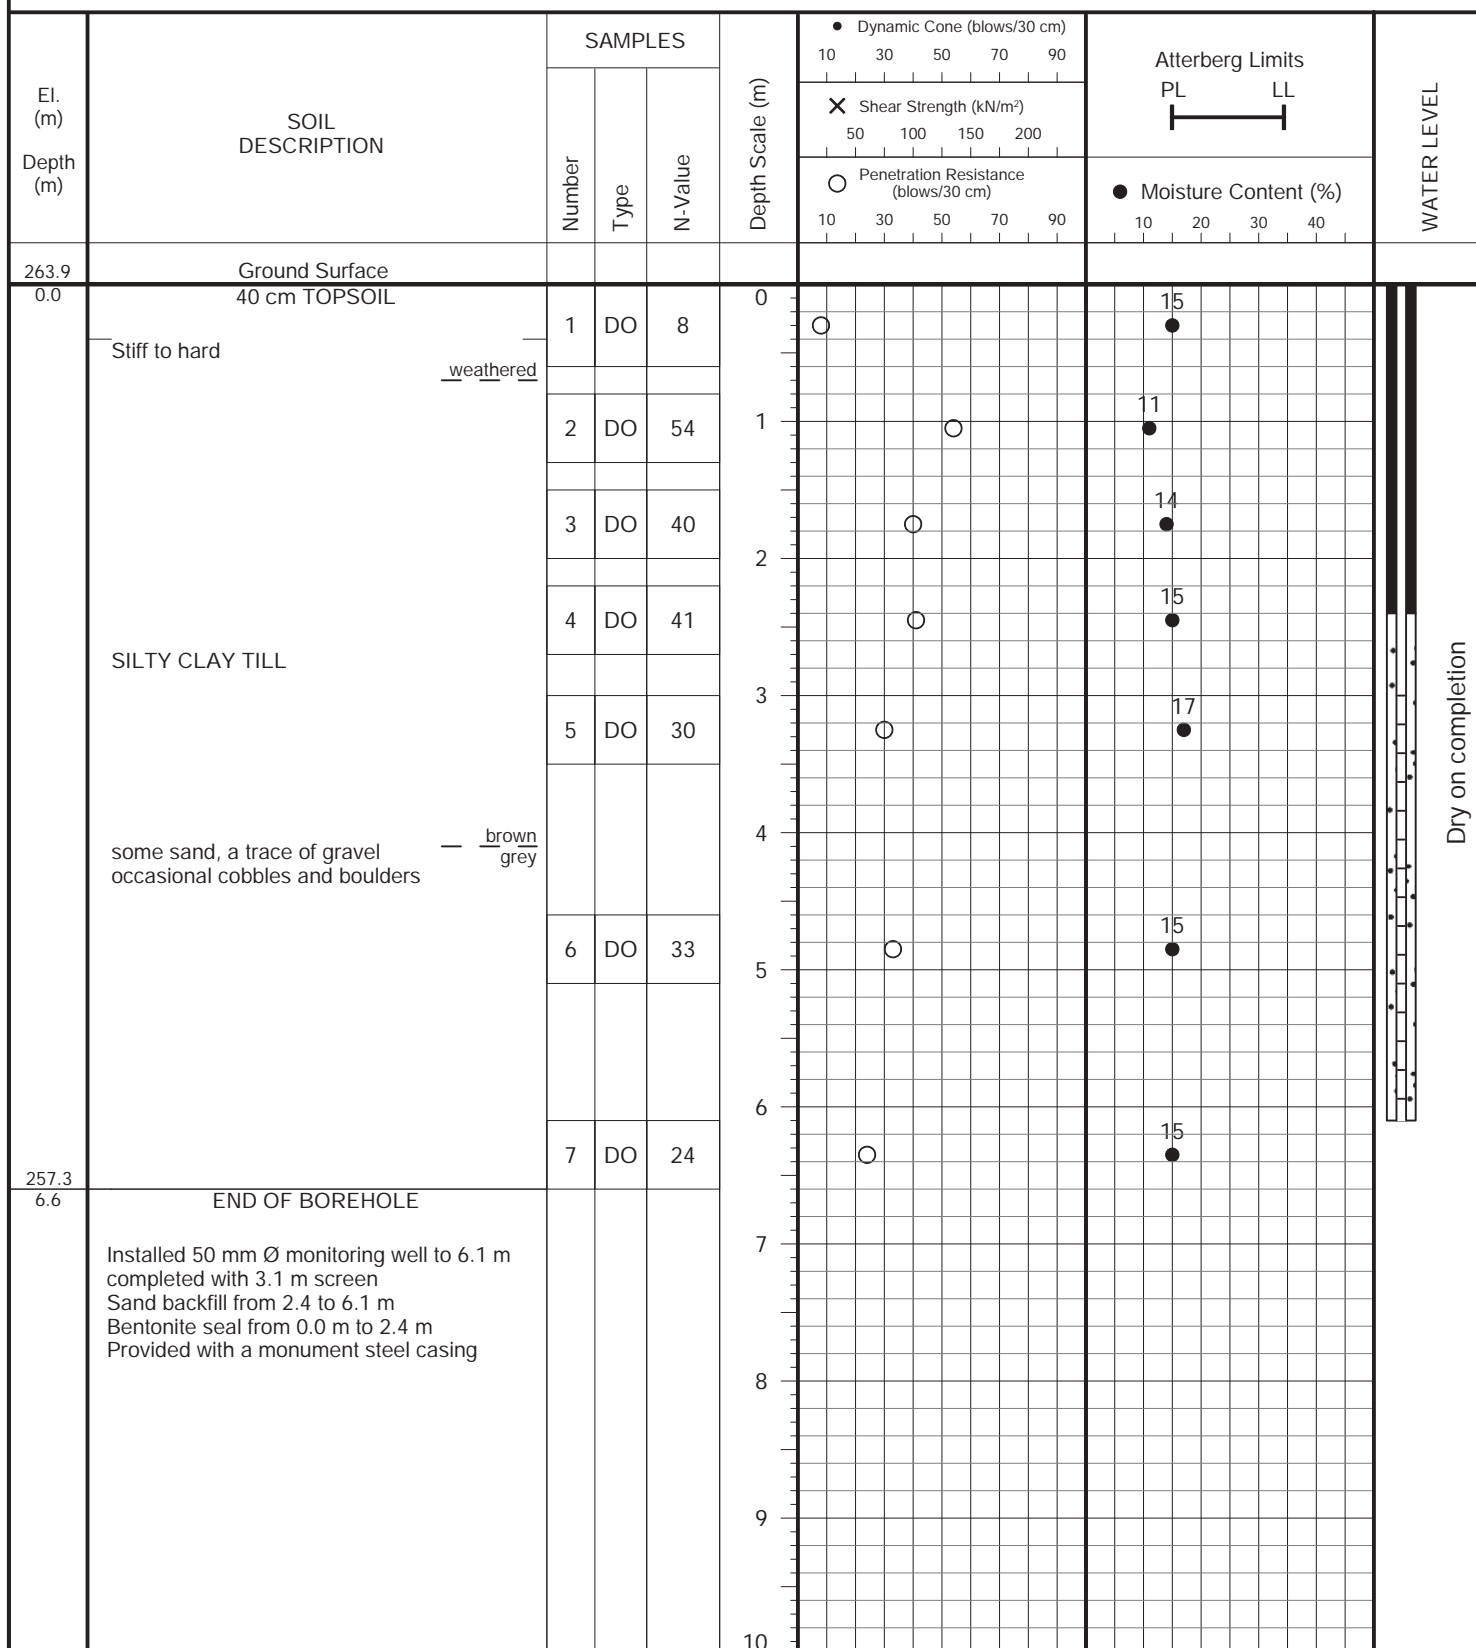 El.
(m)
Depth
(m)
SOIL
DESCRIPTION
SAMPLES
Number
Type
N-Value
Depth Scale (m)
● Dynamic Cone (blows/30 cm)
10 30 50 70 90
✕ Shear Strength (kN/m²)
50 100 150 200
○ Penetration Resistance
(blows/30 cm)
10 30 50 70 90
Atterberg Limits
PL LL
● Moisture Content (%)
10 20 30 40
WATER LEVEL
263.9 Ground Surface
0.0 40 cm TOPSOIL 0
1 DO 8 15
Stiff to hard
weathered
2 DO 54 1 11
3 DO 40 14
2
4 DO 41 15
SILTY CLAY TILL
3
5 DO 30 17
Dry on completion
4
brown
some sand, a trace of gravel grey
occasional cobbles and boulders
6 DO 33 15
5
6
7 DO 24 15
257.3
6.6 END OF BOREHOLE
7
Installed 50 mm Ø monitoring well to 6.1 m
completed with 3.1 m screen
Sand backfill from 2.4 to 6.1 m
Bentonite seal from 0.0 m to 2.4 m
Provided with a monument steel casing
8
9
10